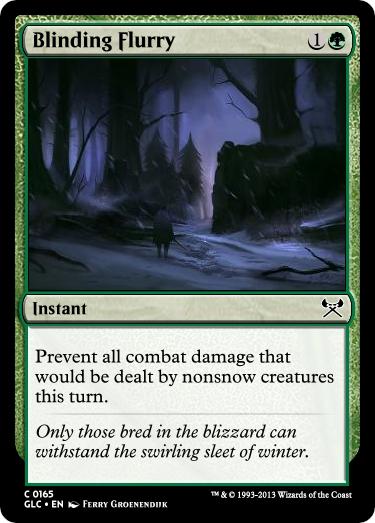 Blinding Flurry 1
Instant
Prevent all combat damage that
would be dealt by nonsnow creatures
this turn.
Only those bred in the blizzard can
withstand the swirling sleet of winter.
C 0165
GLC • EN Ferry Groenendijk
™ & © 1993-2013 Wizards of the Coast